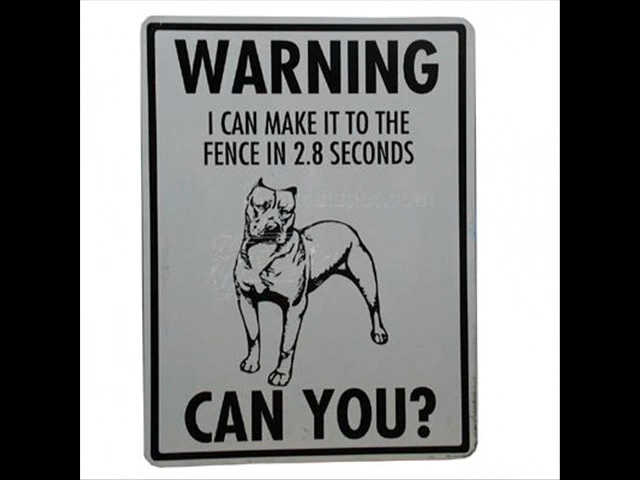 WARNING
I CAN MAKE IT TO THE
FENCE IN 2.8 SECONDS
CAN YOU?